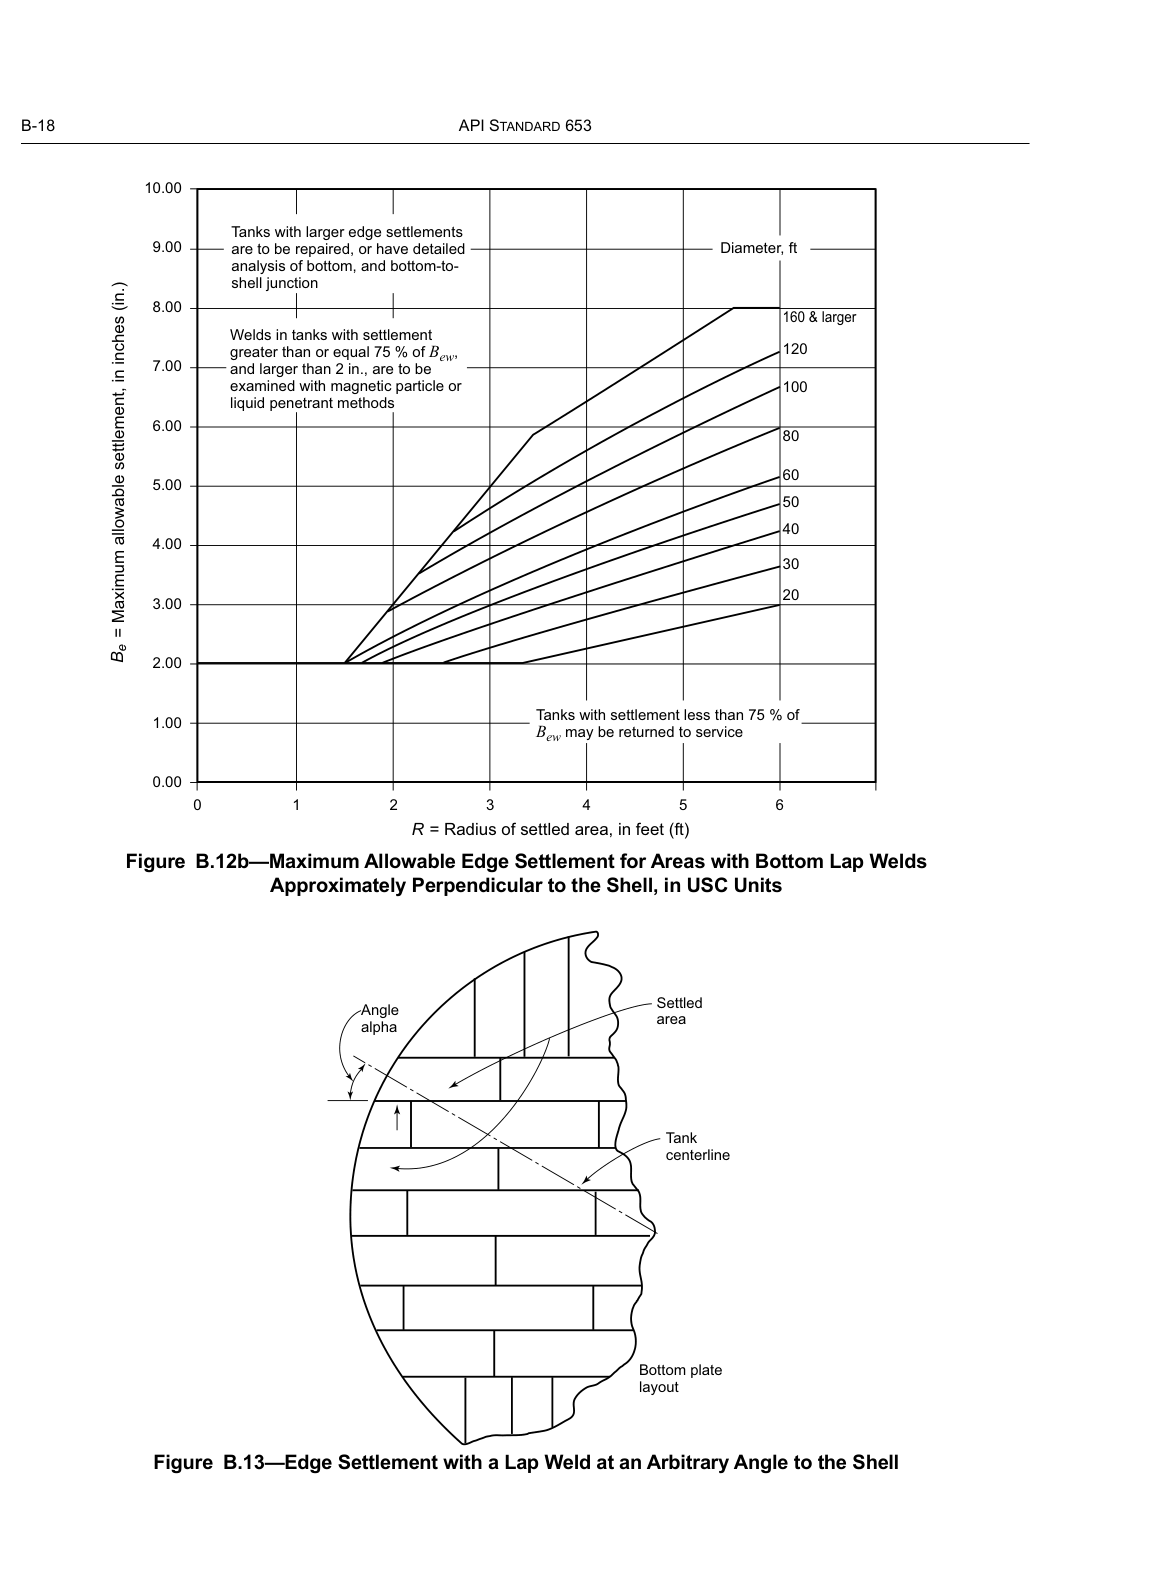 B-18
API STANDARD 653
10.00
9.00
8.00
7.00
6.00
5.00
4.00
3.00
2.00
1.00
0.00
Be = Maximum allowable settlement, in inches (in.)
Tanks with larger edge settlements
are to be repaired, or have detailed
analysis of bottom, and bottom-to-
shell junction
Welds in tanks with settlement
greater than or equal 75 % of Bew,
and larger than 2 in., are to be
examined with magnetic particle or
liquid penetrant methods
Diameter, ft
160 & larger
120
100
80
60
50
40
30
20
Tanks with settlement less than 75 % of
Bew may be returned to service
0 1 2 3 4 5 6
R = Radius of settled area, in feet (ft)
Figure B.12b—Maximum Allowable Edge Settlement for Areas with Bottom Lap Welds
Approximately Perpendicular to the Shell, in USC Units
Angle
alpha
Settled
area
Tank
centerline
Bottom plate
layout
Figure B.13—Edge Settlement with a Lap Weld at an Arbitrary Angle to the Shell